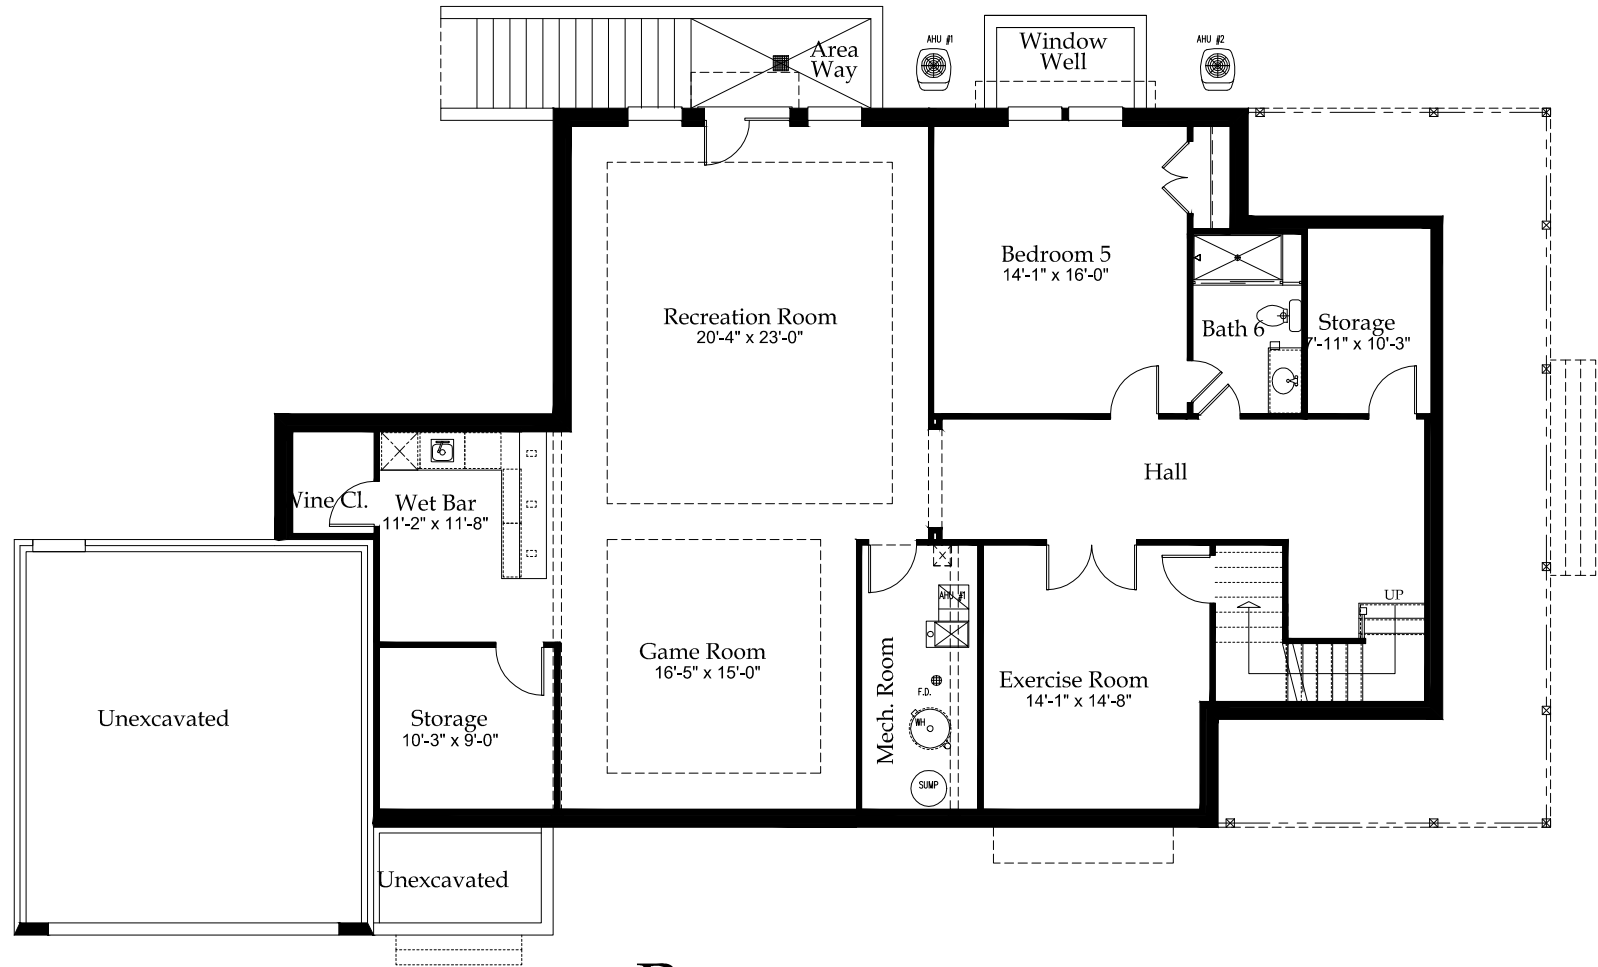 AHU #1
Window
Well
AHU #2
Area
Way
Bedroom 5
14'-1" x 16'-0"
Recreation Room
20'-4" x 23'-0"
Bath 6
Storage
7'-11" x 10'-3"
Hall
Wine Cl.
Wet Bar
11'-2" x 11'-8"
AHU #1
UP
Game Room
16'-5" x 15'-0"
Mech. Room
F.D.
WH
SUMP
Exercise Room
14'-1" x 14'-8"
Unexcavated
Storage
10'-3" x 9'-0"
Unexcavated